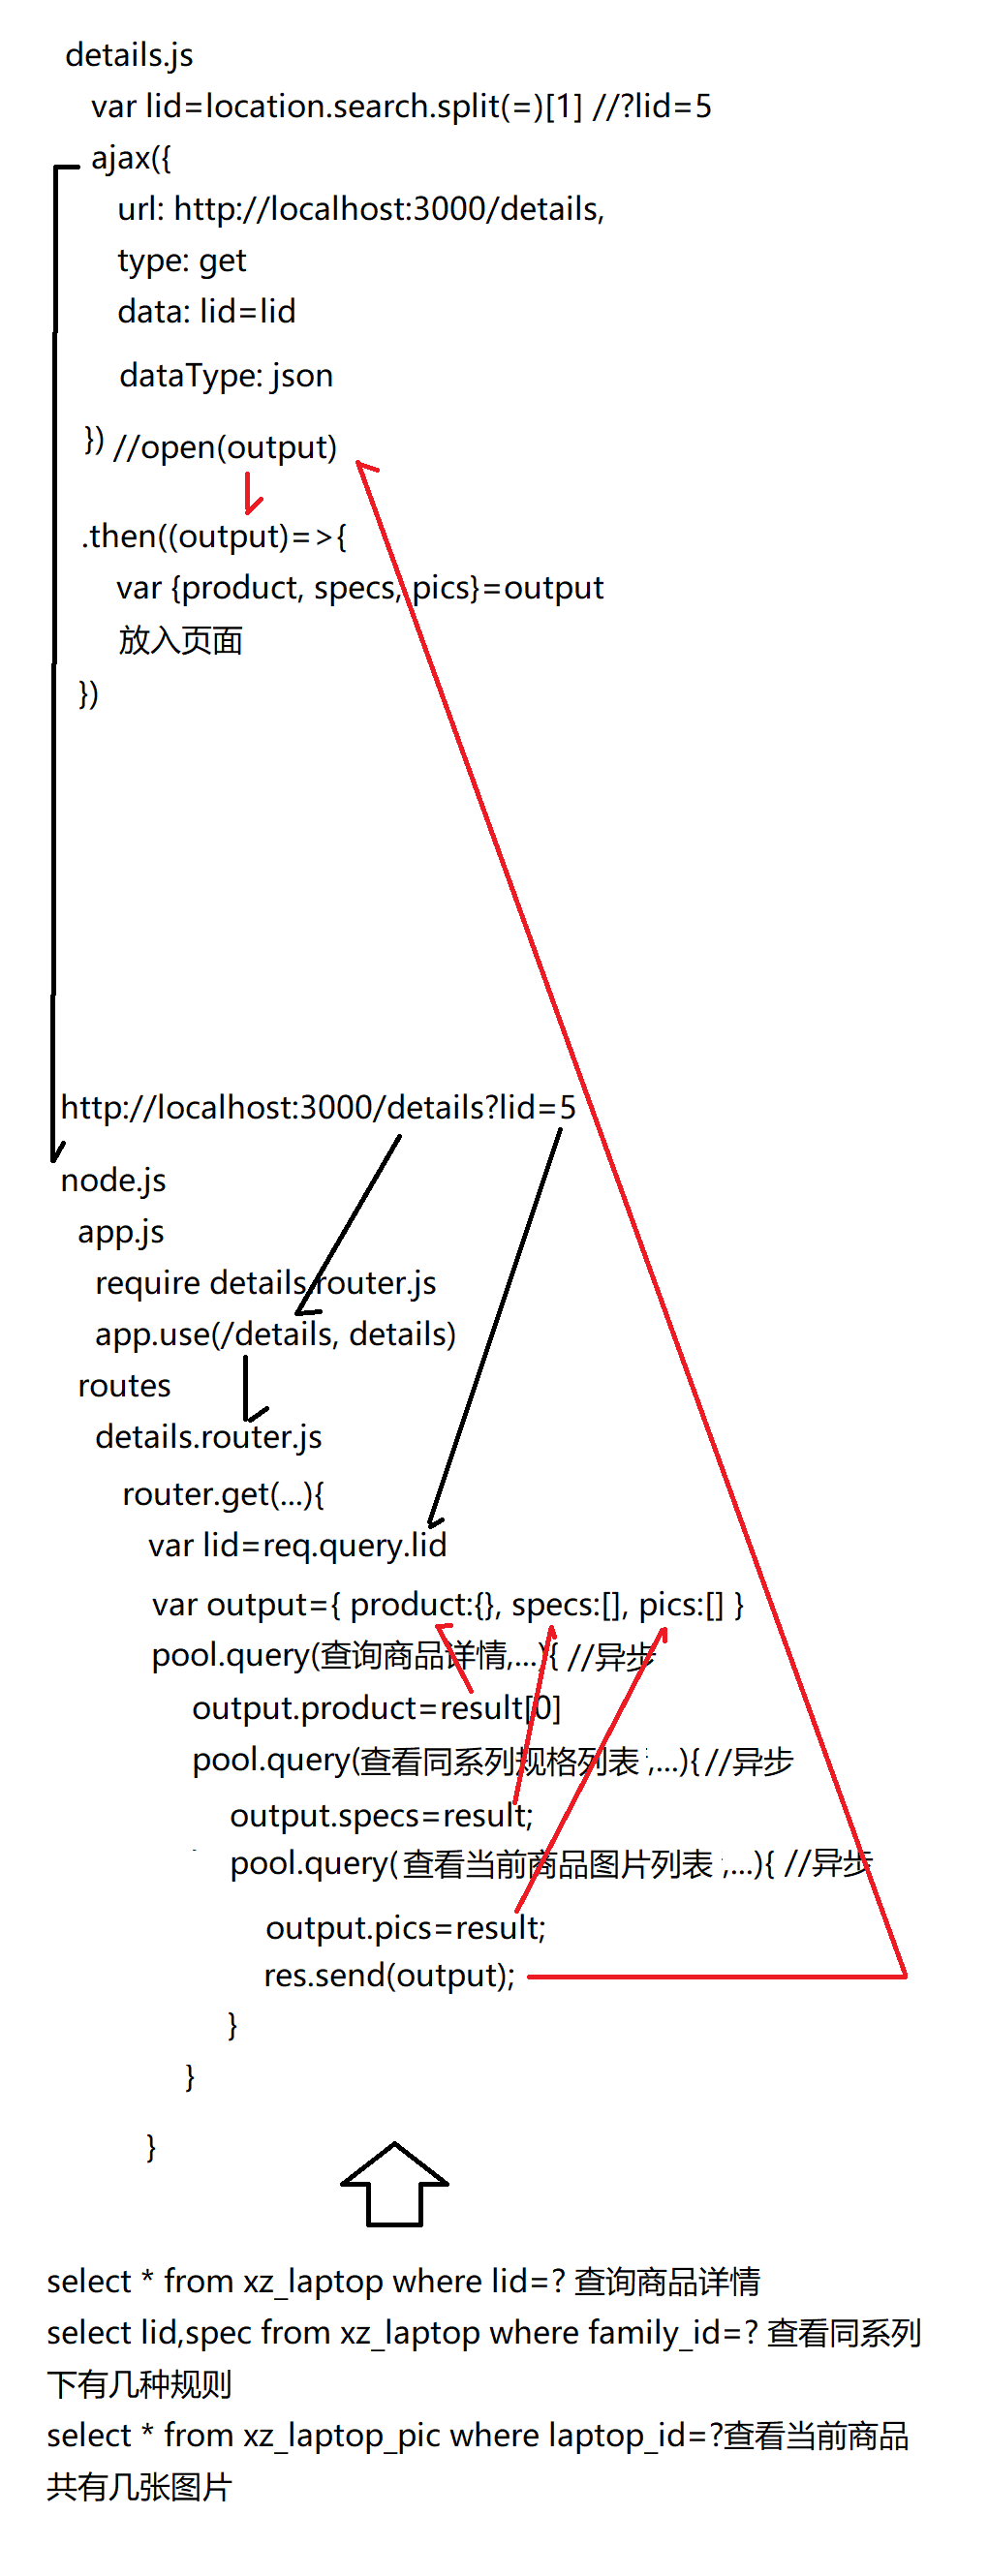 details.js
var lid=location.search.split(=)[1] //?lid=5
ajax({
url: http://localhost:3000/details,
type: get
data: lid=lid
dataType: json
}) //open(output)
.then((output)=>{
var {product, specs, pics}=output
放入页面
})
http://localhost:3000/details?lid=5
node.js
app.js
require details.router.js
app.use(/details, details)
routes
details.router.js
router.get(...){
var lid=req.query.lid
var output={ product:{}, specs:[], pics:[] }
pool.query(查询商品详情,...){ //异步
output.product=result[0]
pool.query(查看同系列规格列表 ,...){ //异步
output.specs=result;
pool.query( 查看当前商品图片列表 ,...){ //异步
output.pics=result;
res.send(output);
}
}
}
select * from xz_laptop where lid=? 查询商品详情
select lid,spec from xz_laptop where family_id=? 查看同系列
下有几种规则
select * from xz_laptop_pic where laptop_id=?查看当前商品
共有几张图片